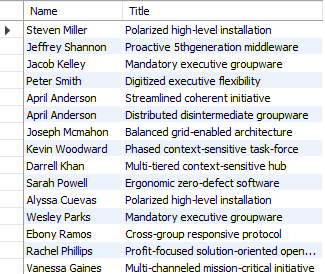 Name Title
Steven Miller Polarized high-level installation
Jeffrey Shannon Proactive 5thgeneration middleware
Jacob Kelley Mandatory executive groupware
Peter Smith Digitized executive flexibility
April Anderson Streamlined coherent initiative
April Anderson Distributed disintermediate groupware
Joseph Mcmahon Balanced grid-enabled architecture
Kevin Woodward Phased context-sensitive task-force
Darrell Khan Multi-tiered context-sensitive hub
Sarah Powell Ergonomic zero-defect software
Alyssa Cuevas Polarized high-level installation
Wesley Parks Mandatory executive groupware
Ebony Ramos Cross-group responsive protocol
Rachel Phillips Profit-focused solution-oriented open...
Vanessa Gaines Multi-channeled mission-critical initiative